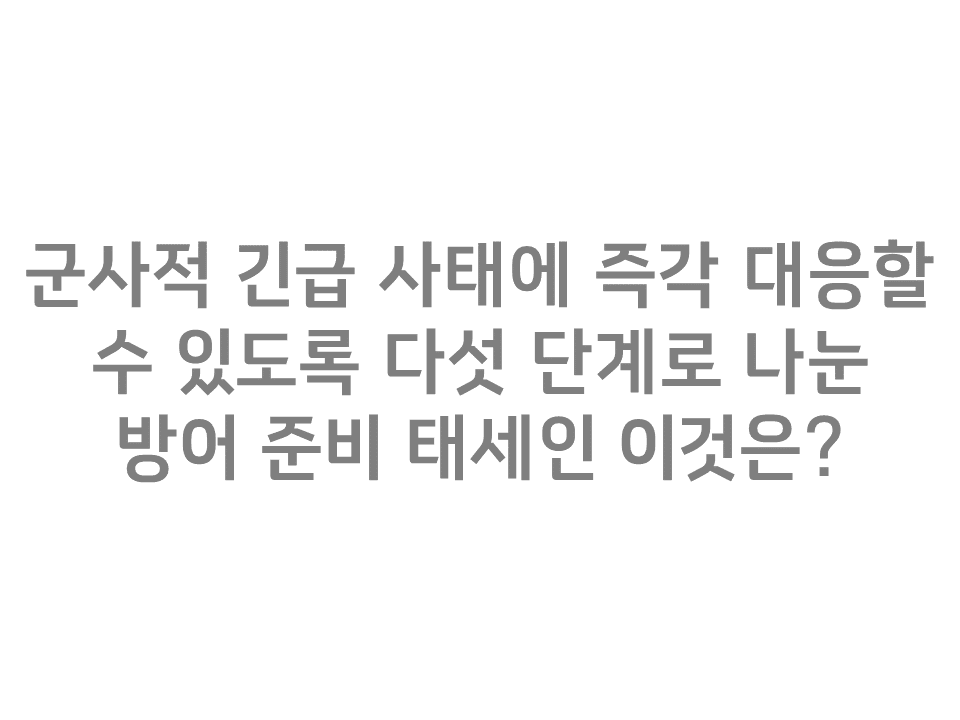 군사적 긴급 사태에 즉각 대응할
수 있도록 다섯 단계로 나눈
방어 준비 태세인 이것은?